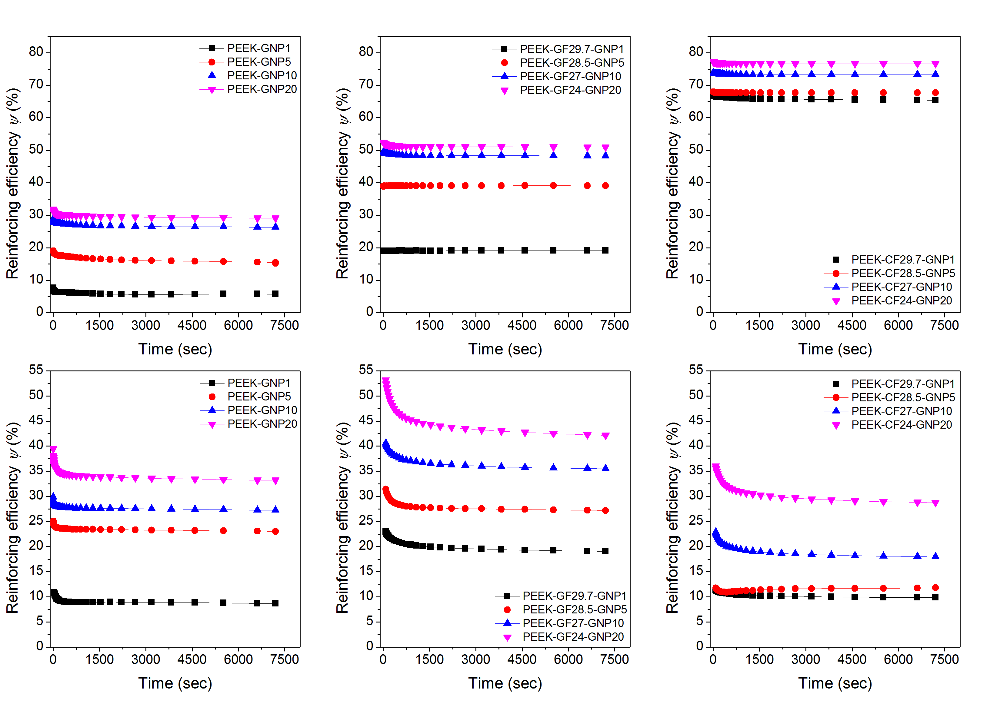 Reinforcing efficiency ψ (%)
80
70
60
50
40
30
20
10
0
PEEK-GNP1
PEEK-GNP5
PEEK-GNP10
PEEK-GNP20
0 1500 3000 4500 6000 7500
Time (sec)
Reinforcing efficiency ψ (%)
80
70
60
50
40
30
20
10
0
PEEK-GF29.7-GNP1
PEEK-GF28.5-GNP5
PEEK-GF27-GNP10
PEEK-GF24-GNP20
0 1500 3000 4500 6000 7500
Time (sec)
Reinforcing efficiency ψ (%)
80
70
60
50
40
30
20
10
0
PEEK-CF29.7-GNP1
PEEK-CF28.5-GNP5
PEEK-CF27-GNP10
PEEK-CF24-GNP20
0 1500 3000 4500 6000 7500
Time (sec)
Reinforcing efficiency ψ (%)
55
50
45
40
35
30
25
20
15
10
5
0
PEEK-GNP1
PEEK-GNP5
PEEK-GNP10
PEEK-GNP20
0 1500 3000 4500 6000 7500
Time (sec)
Reinforcing efficiency ψ (%)
55
50
45
40
35
30
25
20
15
10
5
0
PEEK-GF29.7-GNP1
PEEK-GF28.5-GNP5
PEEK-GF27-GNP10
PEEK-GF24-GNP20
0 1500 3000 4500 6000 7500
Time (sec)
Reinforcing efficiency ψ (%)
55
50
45
40
35
30
25
20
15
10
5
0
PEEK-CF29.7-GNP1
PEEK-CF28.5-GNP5
PEEK-CF27-GNP10
PEEK-CF24-GNP20
0 1500 3000 4500 6000 7500
Time (sec)